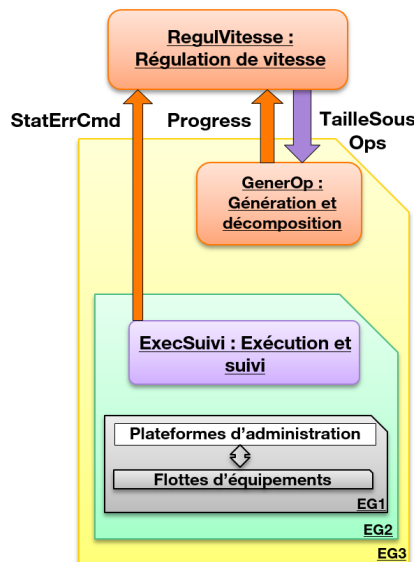 RegulVitesse :
Régulation de vitesse
StatErrCmd
Progress
TailleSous
Ops
GenerOp :
Génération et
décomposition
ExecSuivi : Exécution et
suivi
Plateformes d’administration
Flottes d’équipements
EG1
EG2
EG3